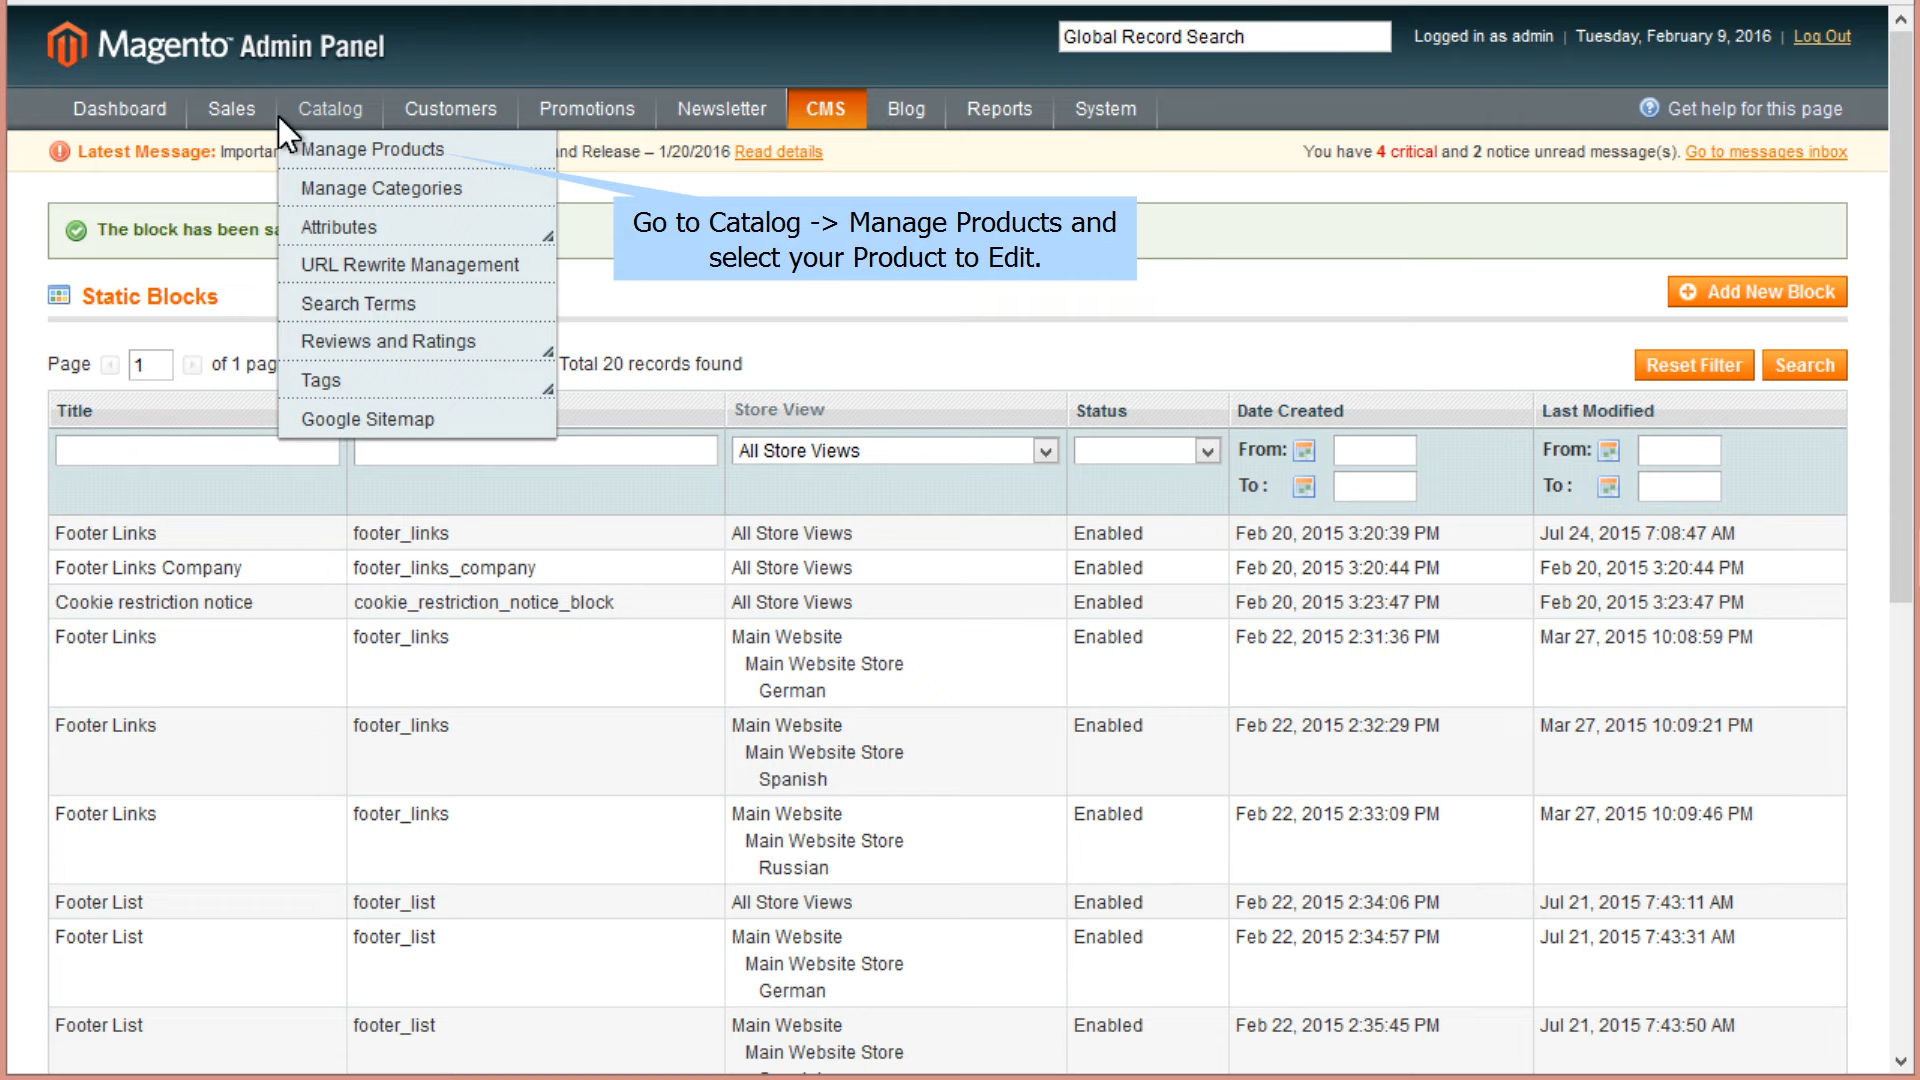 Magento™ Admin Panel
Global Record Search
Logged in as admin | Tuesday, February 9, 2016 | Log Out
Dashboard Sales Catalog Customers Promotions Newsletter CMS Blog Reports System
Get help for this page
Latest Message: Importa
nd Release – 1/20/2016 Read details
You have 4 critical and 2 notice unread message(s). Go to messages inbox
Manage Products
Manage Categories
Attributes
URL Rewrite Management
Search Terms
Reviews and Ratings
Tags
Google Sitemap
Go to Catalog -> Manage Products and
select your Product to Edit.
The block has been sa
Static Blocks
Add New Block
Page 1 of 1 pag
Total 20 records found
Reset Filter Search
Title Store View Status Date Created Last Modified
All Store Views From: From:
To : To :
Footer Links footer_links All Store Views Enabled Feb 20, 2015 3:20:39 PM Jul 24, 2015 7:08:47 AM
Footer Links Company footer_links_company All Store Views Enabled Feb 20, 2015 3:20:44 PM Feb 20, 2015 3:20:44 PM
Cookie restriction notice cookie_restriction_notice_block All Store Views Enabled Feb 20, 2015 3:23:47 PM Feb 20, 2015 3:23:47 PM
Footer Links footer_links Main Website Enabled Feb 22, 2015 2:31:36 PM Mar 27, 2015 10:08:59 PM
Main Website Store
German
Footer Links footer_links Main Website Enabled Feb 22, 2015 2:32:29 PM Mar 27, 2015 10:09:21 PM
Main Website Store
Spanish
Footer Links footer_links Main Website Enabled Feb 22, 2015 2:33:09 PM Mar 27, 2015 10:09:46 PM
Main Website Store
Russian
Footer List footer_list All Store Views Enabled Feb 22, 2015 2:34:06 PM Jul 21, 2015 7:43:11 AM
Footer List footer_list Main Website Enabled Feb 22, 2015 2:34:57 PM Jul 21, 2015 7:43:31 AM
Main Website Store
German
Footer List footer_list Main Website Enabled Feb 22, 2015 2:35:45 PM Jul 21, 2015 7:43:50 AM
Main Website Store